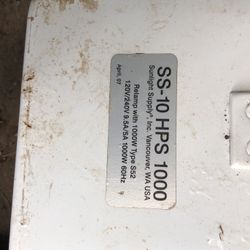 SS-10 HPS 1000
Sunlight Supply®, Inc. Vancouver, WA USA
Relamp with 1000W Type S52
120V/240V 9.5A/5A 1000W 60Hz
April, 07